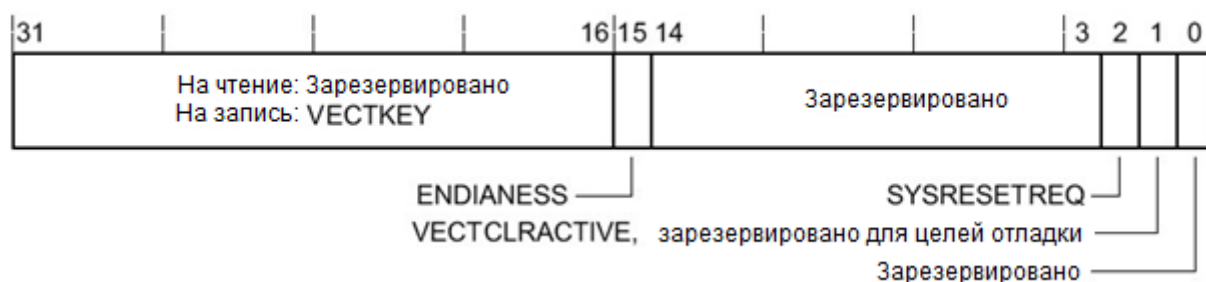 31 16 15 14 3 2 1 0
На чтение: Зарезервировано
На запись: VECTKEY
Зарезервировано
ENDIANESS
SYSRESETREQ
VECTCLRACTIVE, зарезервировано для целей отладки
Зарезервировано